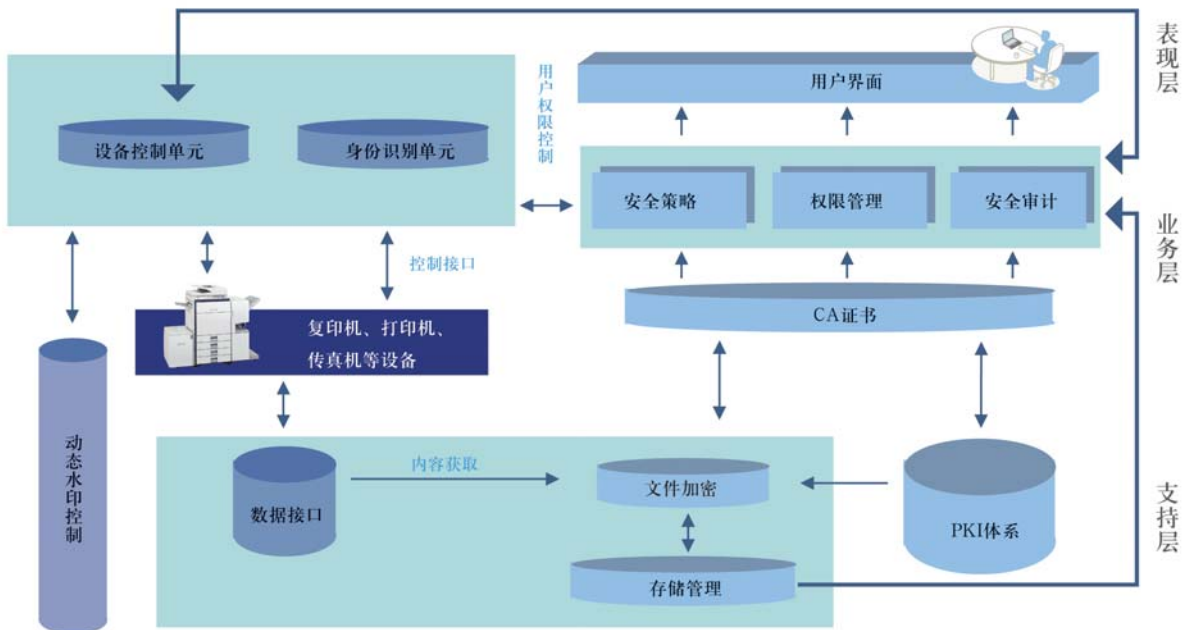 表现层
用户界面
用户权限控制
设备控制单元
身份识别单元
安全策略
权限管理
安全审计
业务层
控制接口
CA证书
复印机、打印机、
传真机等设备
动态水印控制
内容获取
文件加密
数据接口
PKI体系
支持层
存储管理